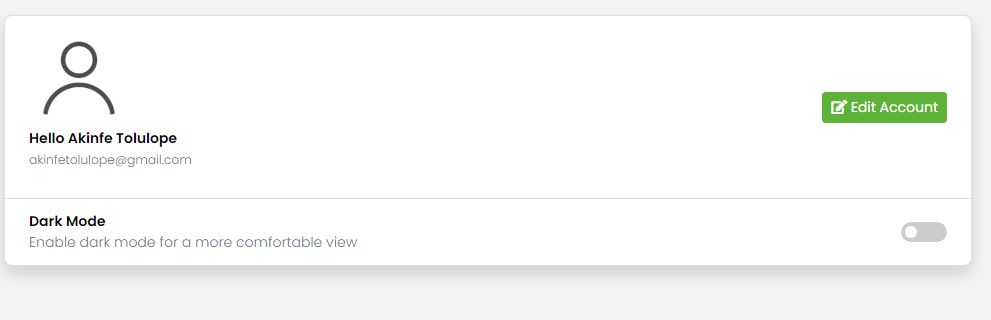 Edit Account
Hello Akinfe Tolulope
akinfetolulope@gmail.com
Dark Mode
Enable dark mode for a more comfortable view